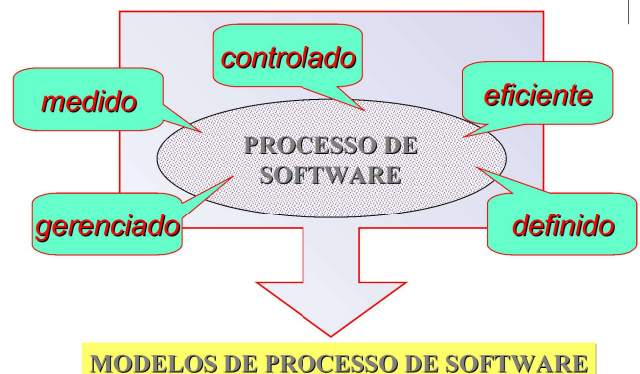 controlado
medido
eficiente
PROCESSO DE
SOFTWARE
gerenciado
definido
MODELOS DE PROCESSO DE SOFTWARE